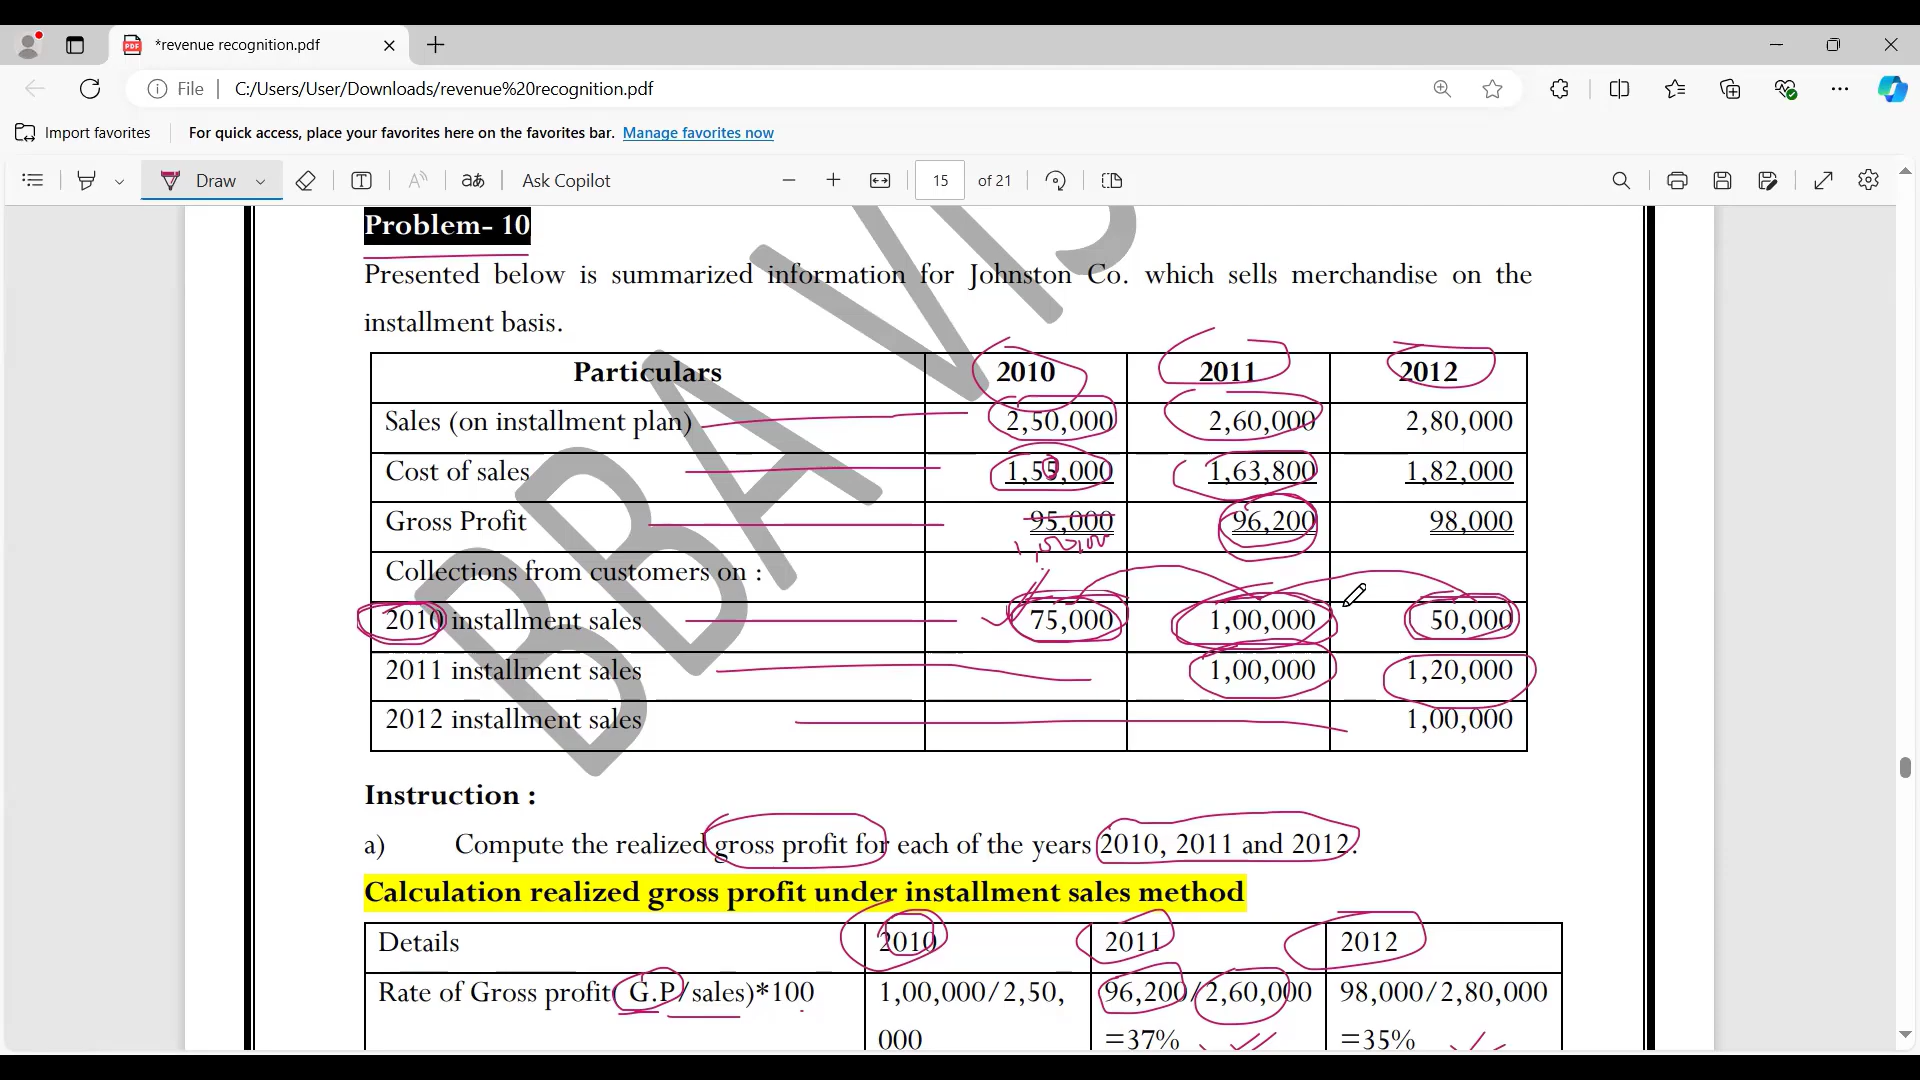 *revenue recognition.pdf
File C:/Users/User/Downloads/revenue%20recognition.pdf
Import favorites For quick access, place your favorites here on the favorites bar. Manage favorites now
Draw T A aあ Ask Copilot 15 of 21
BBA VIS
Problem- 10
Presented below is summarized information for Johnston Co. which sells merchandise on the
installment basis.
Particulars 2010 2011 2012
Sales (on installment plan) 2,50,000 2,60,000 2,80,000
Cost of sales 1,55,000 1,63,800 1,82,000
Gross Profit 95,000 96,200 98,000
1,00,000
Collections from customers on :
2010 installment sales 75,000 1,00,000 50,000
2011 installment sales 1,00,000 1,20,000
2012 installment sales 1,00,000
Instruction :
a) Compute the realized gross profit for each of the years 2010, 2011 and 2012.
Calculation realized gross profit under installment sales method
Details 2010 2011 2012
Rate of Gross profit( G.P/sales)*100 1,00,000/2,50, 96,200/2,60,000 98,000/2,80,000
000 =37% =35%